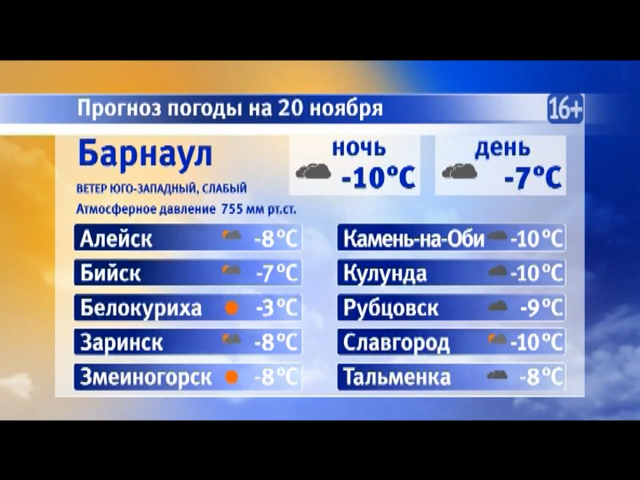 Прогноз погоды на 20 ноября 16+
Барнаул
ночь
-10°C
день
-7°C
ВЕТЕР ЮГО-ЗАПАДНЫЙ, СЛАБЫЙ
Атмосферное давление 755 мм рт.ст.
Алейск -8°C
Бийск -7°C
Белокуриха -3°C
Заринск -8°C
Змеиногорск -8°C
Камень-на-Оби -10°C
Кулунда -10°C
Рубцовск -9°C
Славгород -10°C
Тальменка -8°C